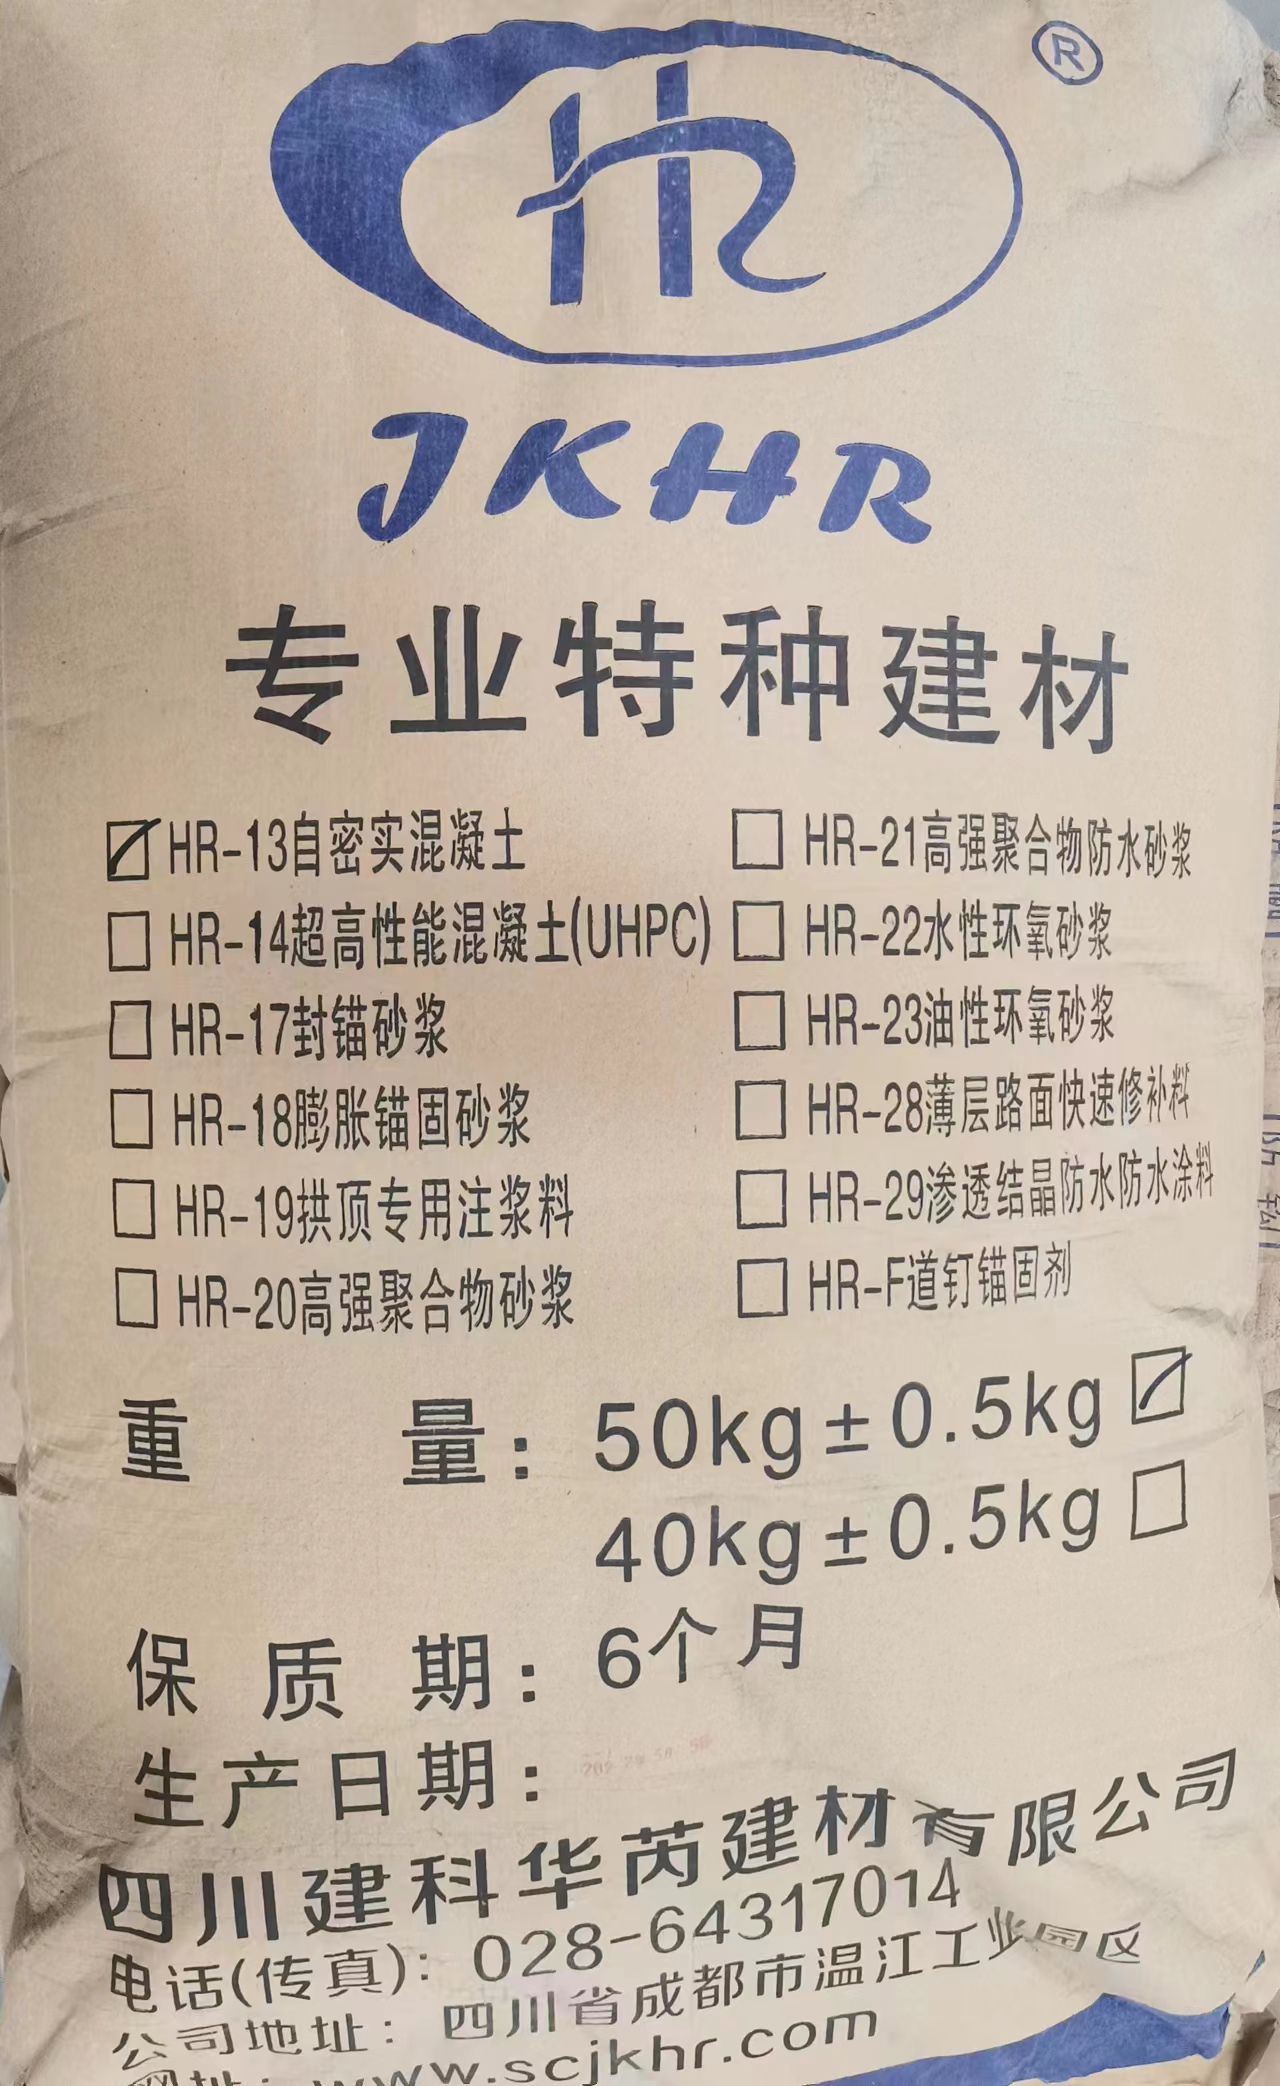 HR
®
JKHR
专业特种建材
HR-13自密实混凝土
HR-14超高性能混凝土(UHPC)
HR-17封锚砂浆
HR-18膨胀锚固砂浆
HR-19拱顶专用注浆料
HR-20高强聚合物砂浆
HR-21高强聚合物防水砂浆
HR-22水性环氧砂浆
HR-23油性环氧砂浆
HR-28薄层路面快速修补料
HR-29渗透结晶防水防水涂料
HR-F道钉锚固剂
重量：50kg±0.5kg
40kg±0.5kg
保质期：6个月
生产日期：
四川建科华芮建材有限公司
电话(传真)：028-64317014
公司地址：四川省成都市温江工业园区
网址：www.scjkhr.com